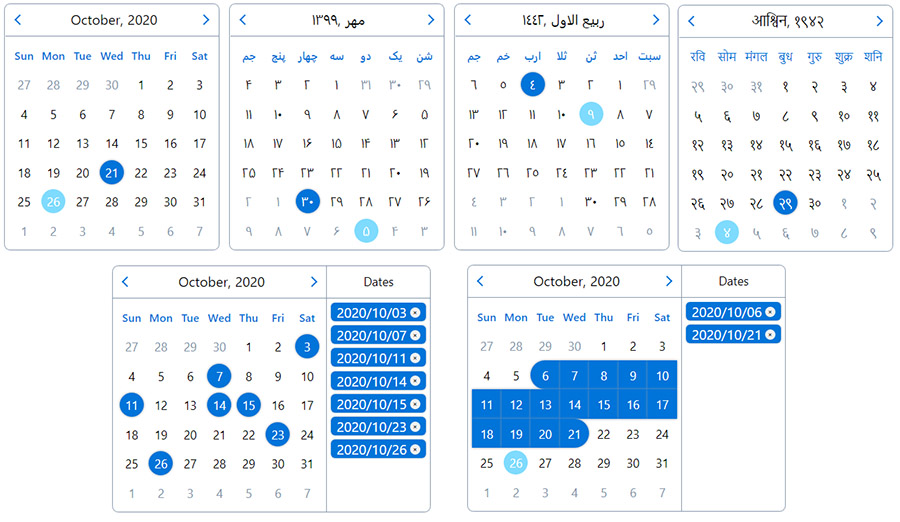 October, 2020
Sun Mon Tue Wed Thu Fri Sat
27 28 29 30 1 2 3
4 5 6 7 8 9 10
11 12 13 14 15 16 17
18 19 20 21 22 23 24
25 26 27 28 29 30 31
1 2 3 4 5 6 7
مهر, ۱۳۹۹
شن یک دو سه چهار پنج جم
۲۹ ۳۰ ۳۱ ۱ ۲ ۳ ۴
۵ ۶ ۷ ۸ ۹ ۱۰ ۱۱
۱۲ ۱۳ ۱۴ ۱۵ ۱۶ ۱۷ ۱۸
۱۹ ۲۰ ۲۱ ۲۲ ۲۳ ۲۴ ۲۵
۲۶ ۲۷ ۲۸ ۲۹ ۳۰ ۱ ۲
۳ ۴ ۵ ۶ ۷ ۸ ۹
ربيع الاول, ١٤٤٢
سبت احد ثن ثلا ارب خم جم
٢٩ ١ ٢ ٣ ٤ ٥ ٦
٧ ٨ ٩ ١٠ ١١ ١٢ ١٣
١٤ ١٥ ١٦ ١٧ ١٨ ١٩ ٢٠
٢١ ٢٢ ٢٣ ٢٤ ٢٥ ٢٦ ٢٧
٢٨ ٢٩ ٣٠ ١ ٢ ٣ ٤
٥ ٦ ٧ ٨ ٩ ١٠ ١١
आश्विन, १९४२
रवि सोम मंगल बुध गुरु शुक्र शनि
२९ ३० ३१ १ २ ३ ४
५ ६ ७ ८ ९ १० ११
१२ १३ १४ १५ १६ १७ १८
१९ २० २१ २२ २३ २४ २५
२६ २७ २८ २९ ३० १ २
३ ४ ५ ६ ७ ८ ९
October, 2020
Sun Mon Tue Wed Thu Fri Sat
27 28 29 30 1 2 3
4 5 6 7 8 9 10
11 12 13 14 15 16 17
18 19 20 21 22 23 24
25 26 27 28 29 30 31
1 2 3 4 5 6 7
Dates
2020/10/03
2020/10/07
2020/10/11
2020/10/14
2020/10/15
2020/10/23
2020/10/26
October, 2020
Sun Mon Tue Wed Thu Fri Sat
27 28 29 30 1 2 3
4 5 6 7 8 9 10
11 12 13 14 15 16 17
18 19 20 21 22 23 24
25 26 27 28 29 30 31
1 2 3 4 5 6 7
Dates
2020/10/06
2020/10/21